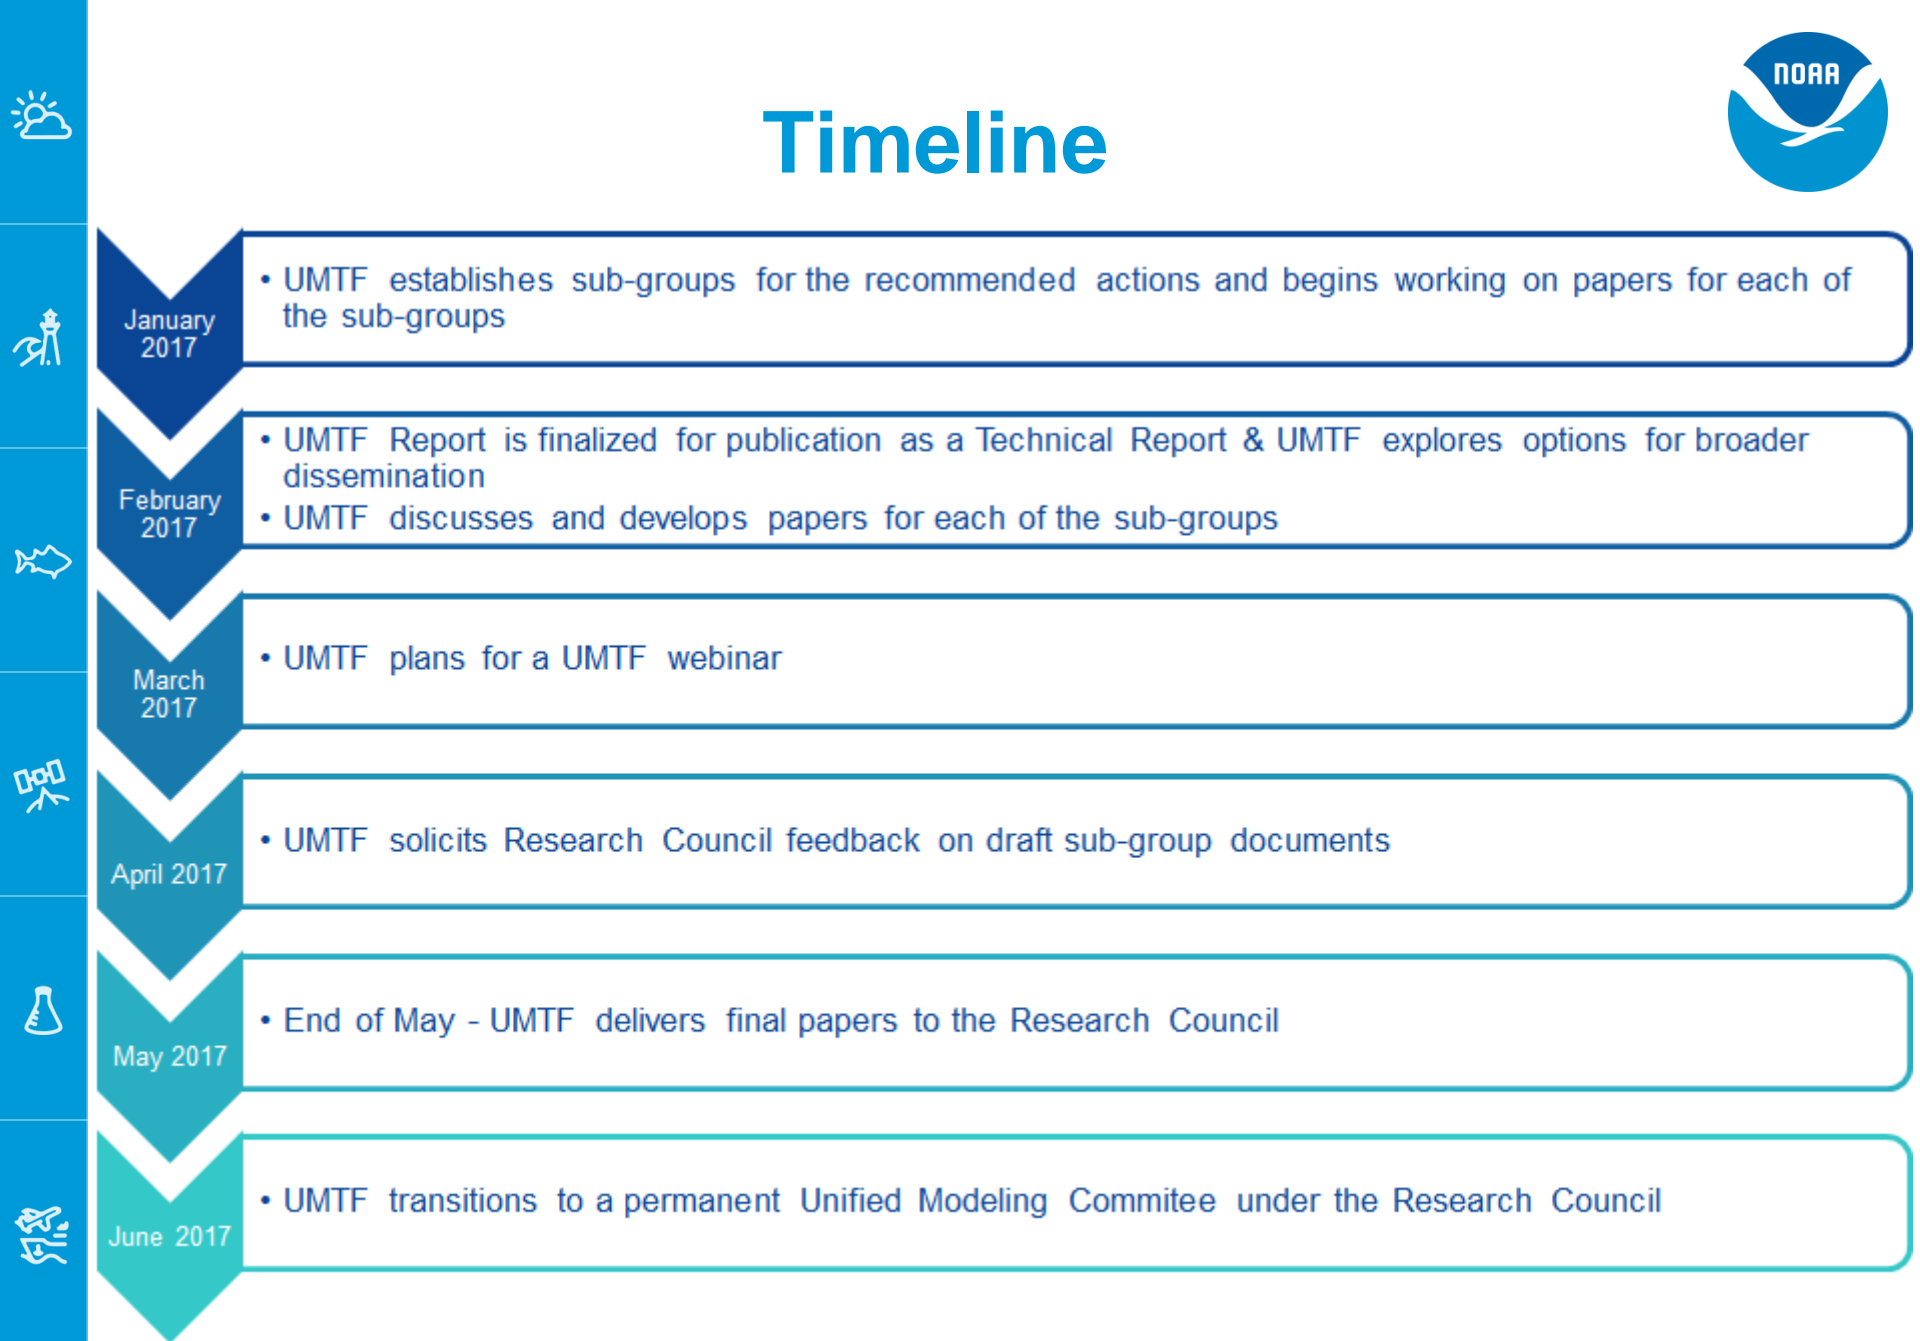 NOAA
Timeline
January
2017
• UMTF establishes sub-groups for the recommended actions and begins working on papers for each of
the sub-groups
February
2017
• UMTF Report is finalized for publication as a Technical Report & UMTF explores options for broader
dissemination
• UMTF discusses and develops papers for each of the sub-groups
March
2017
• UMTF plans for a UMTF webinar
April 2017
• UMTF solicits Research Council feedback on draft sub-group documents
May 2017
• End of May - UMTF delivers final papers to the Research Council
June 2017
• UMTF transitions to a permanent Unified Modeling Commitee under the Research Council